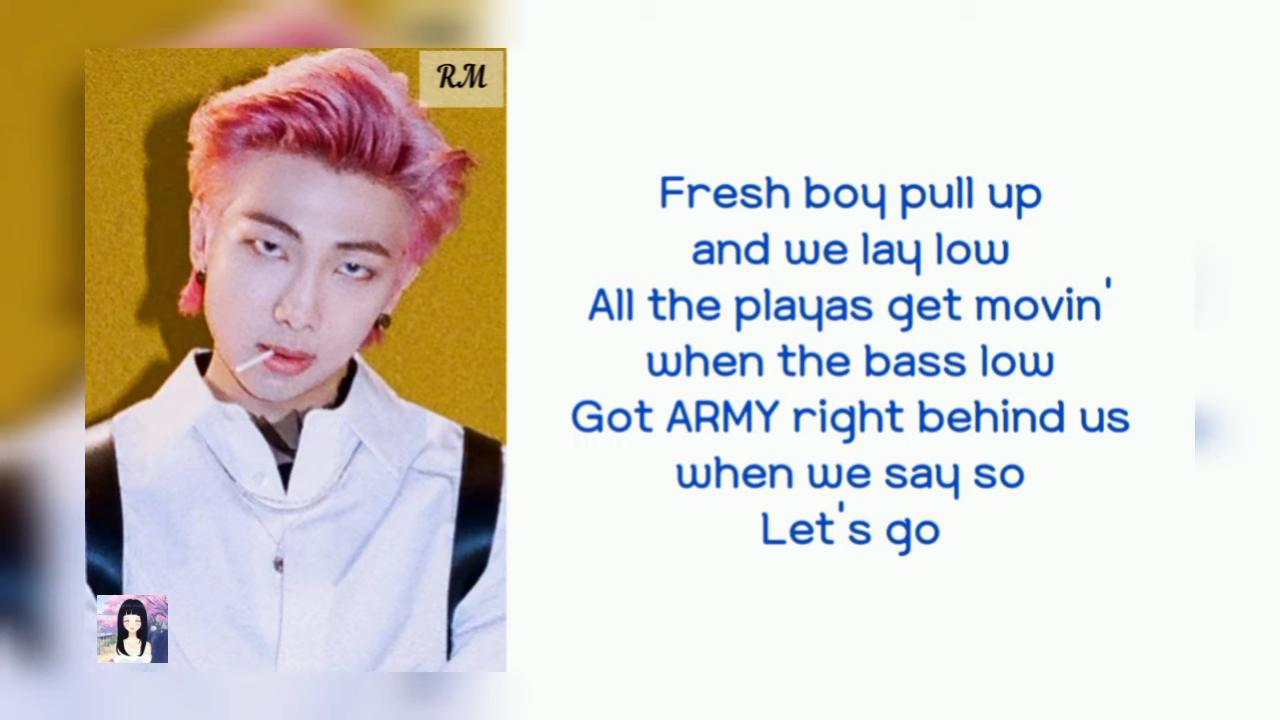 RM
Fresh boy pull up
and we lay low
All the playas get movin'
when the bass low
Got ARMY right behind us
when we say so
Let's go